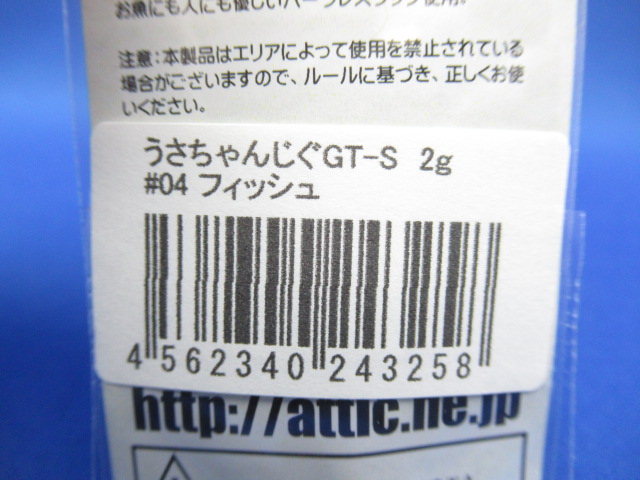 お魚にも人にも優しいバーブレスフック使用。
注意：本製品はエリアによって使用を禁止されている
場合がございますので、ルールに基づき、正しくお使
いください。
うさちゃんじぐGT-S 2g
#04 フィッシュ
4 562340 243258
http://attic.ne.jp